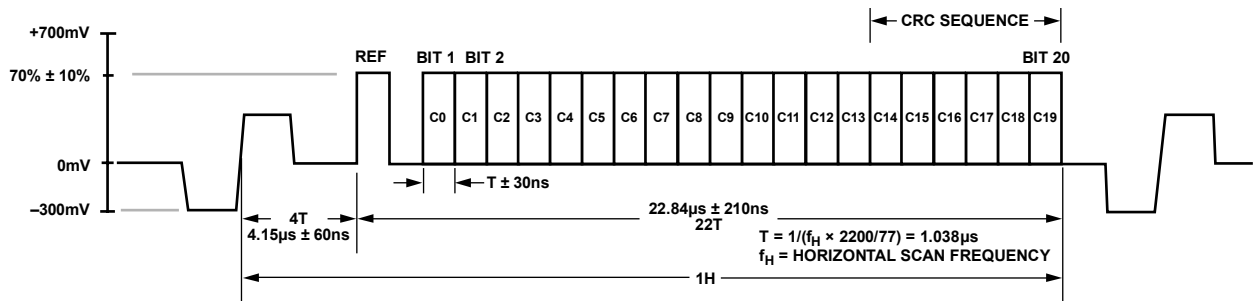 +700mV
CRC SEQUENCE
REF
BIT 1 BIT 2 BIT 20
70% ± 10%
C0 C1 C2 C3 C4 C5 C6 C7 C8 C9 C10 C11 C12 C13 C14 C15 C16 C17 C18 C19
0mV
T ± 30ns
–300mV
4T
4.15µs ± 60ns
22.84µs ± 210ns
22T
T = 1/(fH × 2200/77) = 1.038µs
fH = HORIZONTAL SCAN FREQUENCY
1H